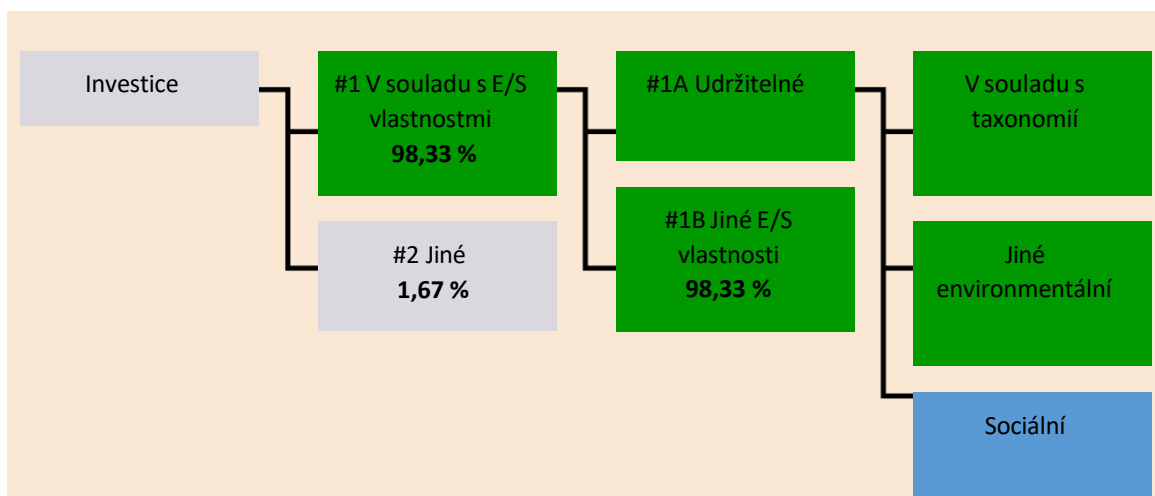 Investice
#1 V souladu s E/S
vlastnostmi
98,33 %
#2 Jiné
1,67 %
#1A Udržitelné
#1B Jiné E/S
vlastnosti
98,33 %
V souladu s
taxonomií
Jiné
environmentální
Sociální